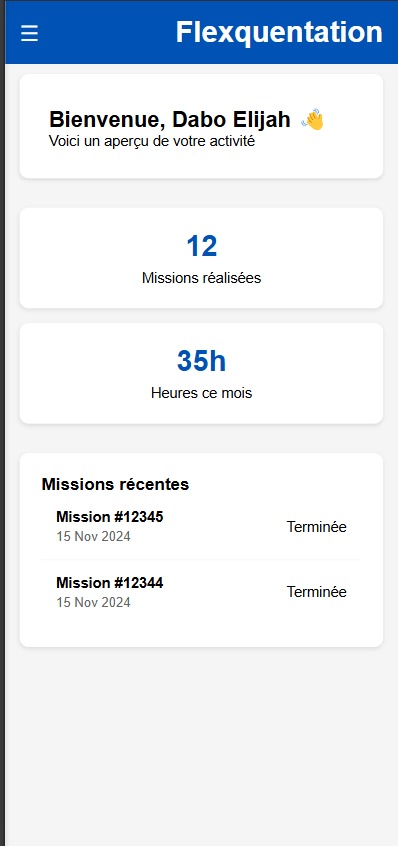 ☰ Flexquentation
Bienvenue, Dabo Elijah 👋
Voici un aperçu de votre activité
12
Missions réalisées
35h
Heures ce mois
Missions récentes
Mission #12345
15 Nov 2024
Terminée
Mission #12344
15 Nov 2024
Terminée